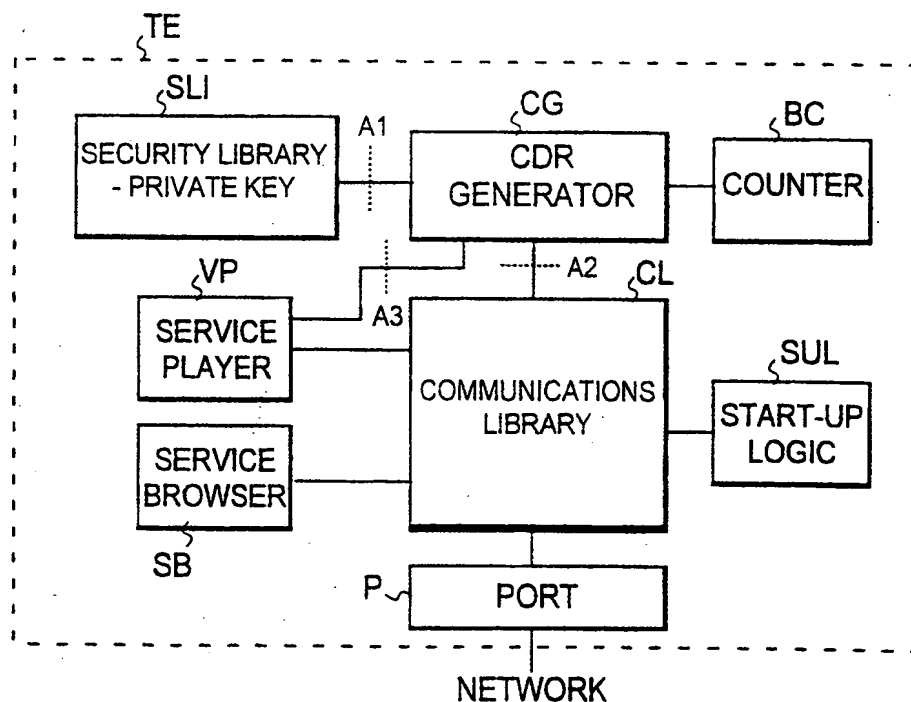 TE
SLI
SECURITY LIBRARY
- PRIVATE KEY
A1
CG
CDR
GENERATOR
BC
COUNTER
VP
SERVICE
PLAYER
A3
A2
CL
COMMUNICATIONS
LIBRARY
SUL
START-UP
LOGIC
SERVICE
BROWSER
SB
P
PORT
NETWORK